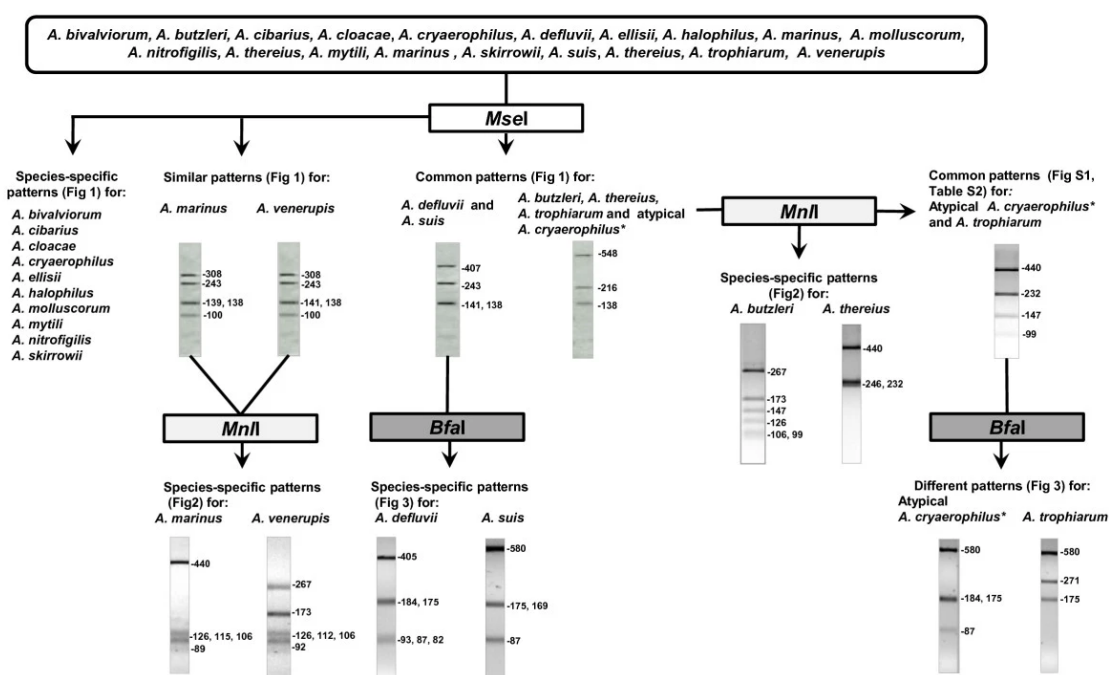 A. bivalviorum, A. butzleri, A. cibarius, A. cloacae, A. cryaerophilus, A. defluvii, A. ellisii, A. halophilus, A. marinus, A. molluscorum,
A. nitrofigilis, A. thereius, A. mytili, A. marinus , A. skirrowii, A. suis, A. thereius, A. trophiarum, A. venerupis
MseI
Species-specific
patterns (Fig 1) for:
A. bivalviorum
A. cibarius
A. cloacae
A. cryaerophilus
A. ellisii
A. halophilus
A. molluscorum
A. mytili
A. nitrofigilis
A. skirrowii
Similar patterns (Fig 1) for:
A. marinus
-308
-243
-139, 138
-100
A. venerupis
-308
-243
-141, 138
-100
MnlI
Species-specific patterns
(Fig2) for:
A. marinus
-440
-126, 115, 106
-89
A. venerupis
-267
-173
-126, 112, 106
-92
Common patterns (Fig 1) for:
A. defluvii and
A. suis
-407
-243
-141, 138
A. butzleri, A. thereius,
A. trophiarum and atypical
A. cryaerophilus*
-548
-216
-138
BfaI
Species-specific patterns
(Fig 3) for:
A. defluvii
-405
-184, 175
-93, 87, 82
A. suis
-580
-175, 169
-87
MnlI
Species-specific patterns
(Fig2) for:
A. butzleri
-267
-173
-147
-126
-106, 99
A. thereius
-440
-246, 232
Common patterns (Fig S1,
Table S2) for:
Atypical A. cryaerophilus*
and A. trophiarum
-440
-232
-147
-99
BfaI
Different patterns (Fig 3) for:
Atypical
A. cryaerophilus*
-580
-184, 175
-87
A. trophiarum
-580
-271
-175